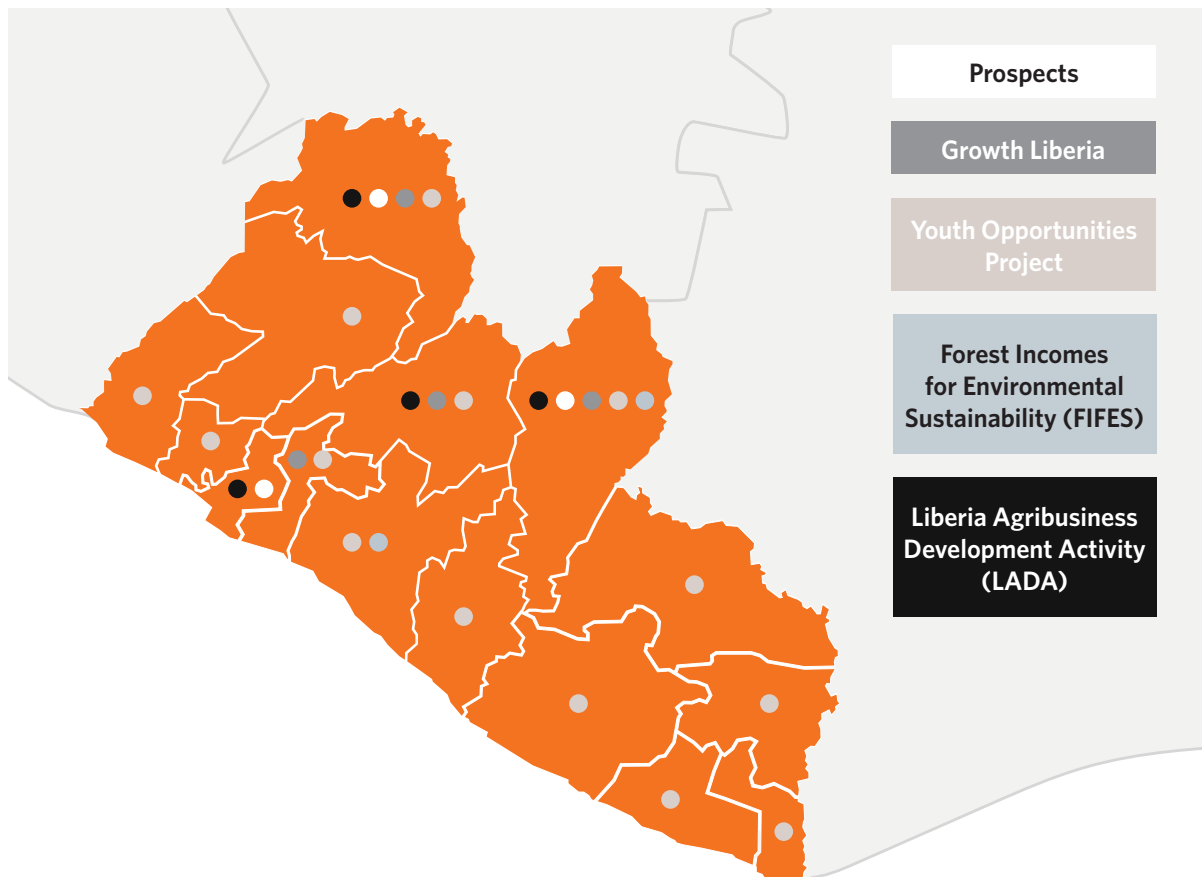 Prospects
Growth Liberia
Youth Opportunities
Project
Forest Incomes
for Environmental
Sustainability (FIFES)
Liberia Agribusiness
Development Activity
(LADA)